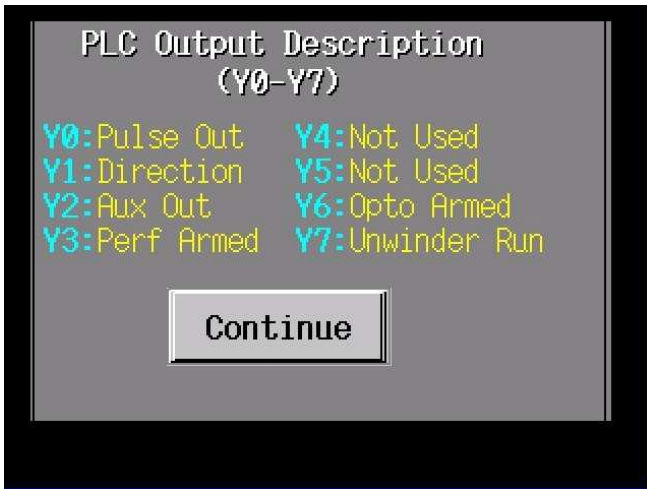 PLC Output Description
(Y0-Y7)
Y0:Pulse Out Y4:Not Used
Y1:Direction Y5:Not Used
Y2:Aux Out Y6:Opto Armed
Y3:Perf Armed Y7:Unwinder Run
Continue